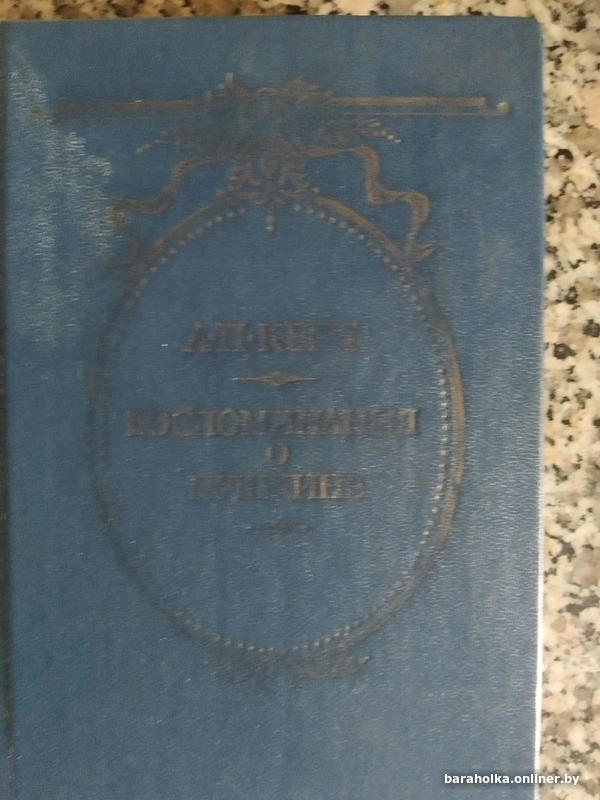 А·П·КЕРН
ВОСПОМИНАНИЯ
О
ПУШКИНЕ
baraholka.onliner.by